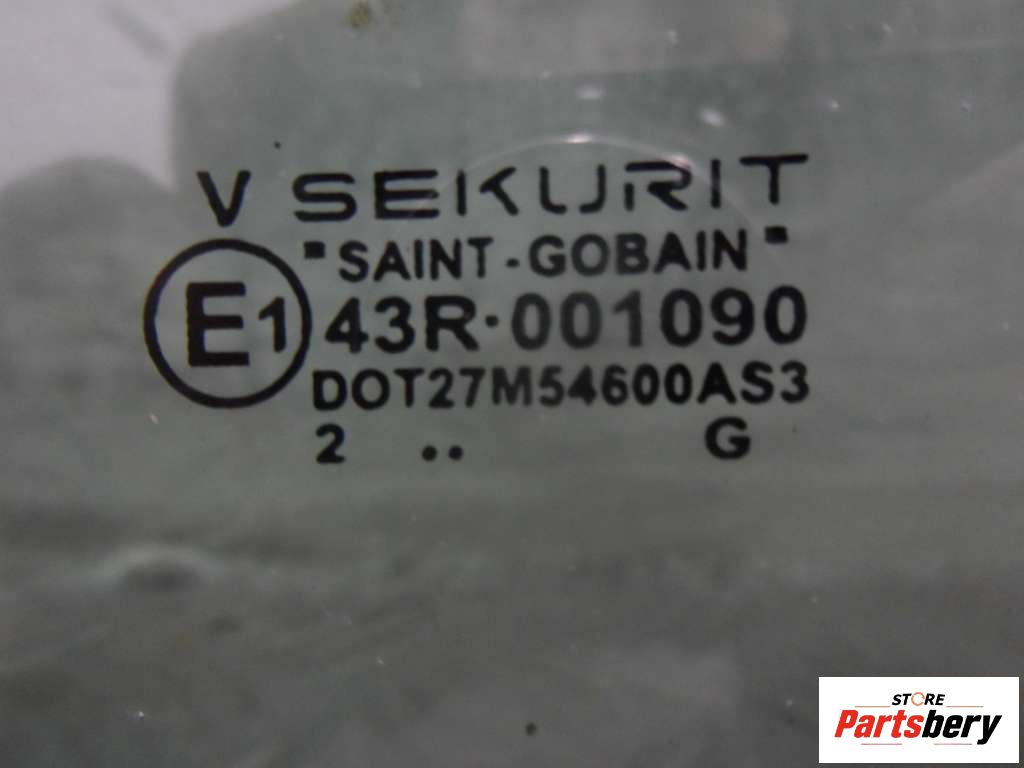 V SEKURIT
"SAINT-GOBAIN"
E1 43R·001090
DOT27M54600AS3
2 .. G
STORE
Partsbery